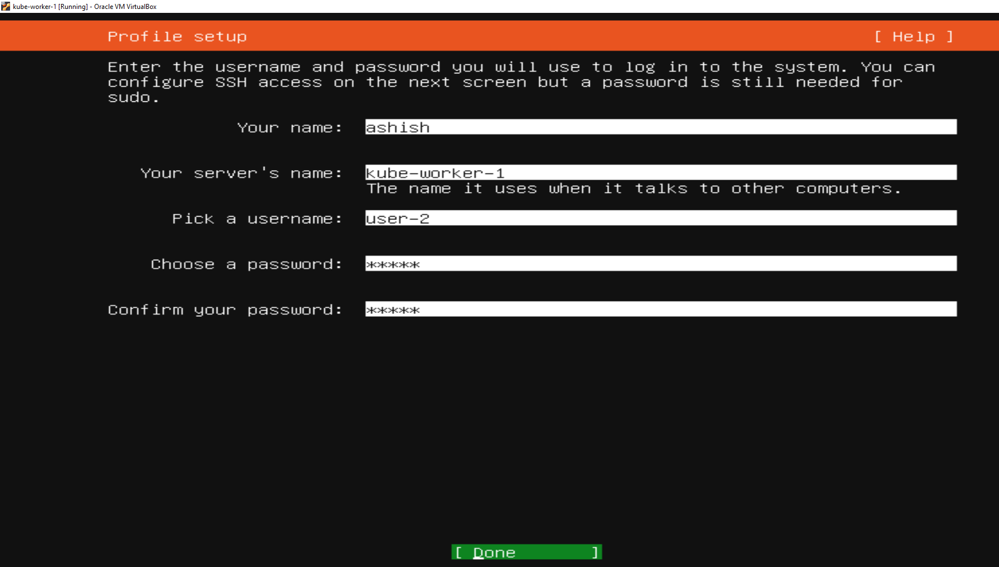 kube-worker-1 [Running] - Oracle VM VirtualBox
Profile setup [ Help ]
Enter the username and password you will use to log in to the system. You can
configure SSH access on the next screen but a password is still needed for
sudo.
Your name: ashish
Your server's name: kube-worker-1
The name it uses when it talks to other computers.
Pick a username: user-2
Choose a password: *****
Confirm your password: *****
[ Done ]